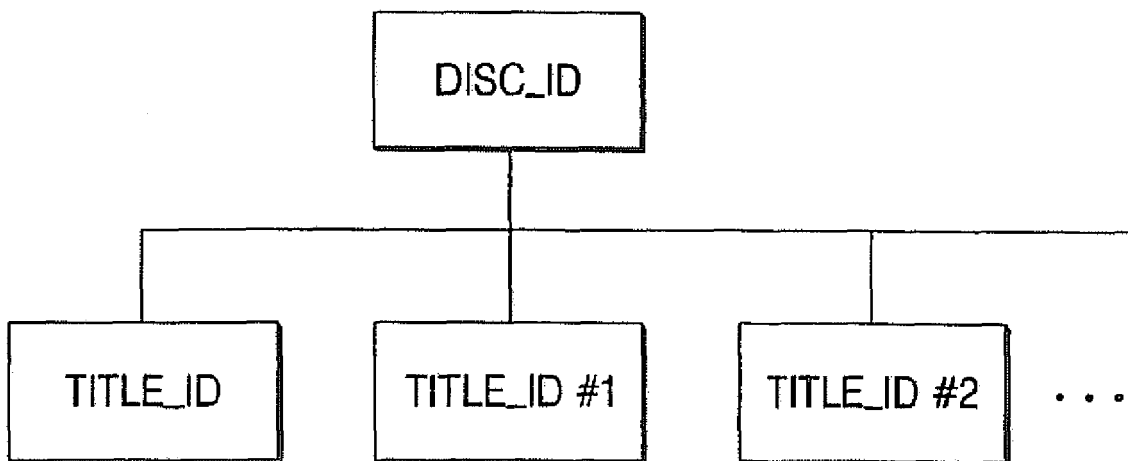 DISC_ID
TITLE_ID
TITLE_ID #1
TITLE_ID #2
...